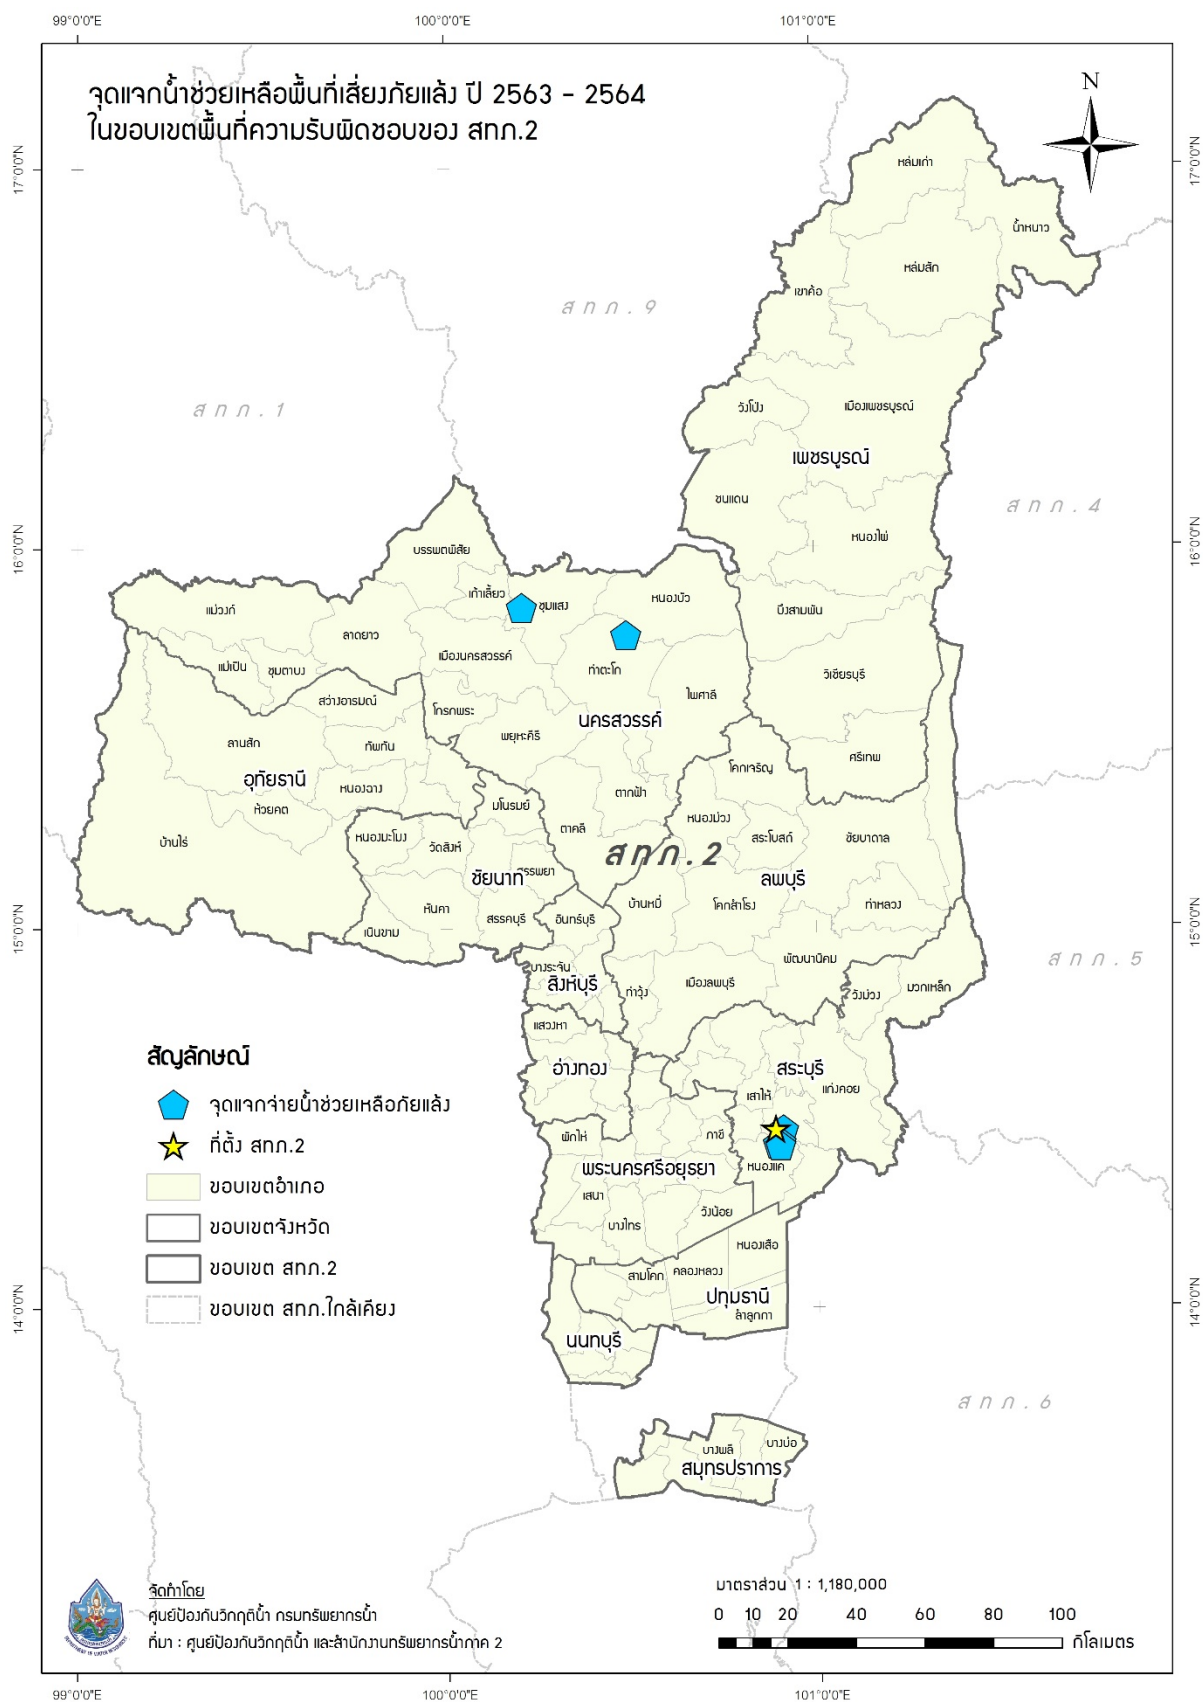 99°0'0"E
100°0'0"E
101°0'0"E
จุดแจกน้ำช่วยเหลือพื้นที่เสี่ยงภัยแล้ง ปี 2563 - 2564
ในขอบเขตพื้นที่ความรับผิดชอบของ สทภ.2
N
17°0'0"N
17°0'0"N
หล่มเก่า
น้ำหนาว
หล่มสัก
เขาค้อ
สทภ.9
สทภ.1
วังโป่ง
เมืองเพชรบูรณ์
เพชรบูรณ์
ชนแดน
สทภ.4
หนองไผ่
16°0'0"N
16°0'0"N
บรรพตพิสัย
เก้าเลี้ยว
ชุมแสง
หนองบัว
บึงสามพัน
แม่วงก์
ลาดยาว
เมืองนครสวรรค์
แม่เปิน
ชุมตาบง
ท่าตะโก
วิเชียรบุรี
ไพศาลี
สว่างอารมณ์
โกรกพระ
นครสวรรค์
พยุหะคีรี
ลานสัก
ทัพทัน
ศรีเทพ
โคกเจริญ
อุทัยธานี
หนองฉาง
ห้วยคต
ตากฟ้า
มโนรมย์
หนองม่วง
ตาคลี
สระโบสถ์
ชัยบาดาล
หนองมะโมง
วัดสิงห์
บ้านไร่
สทภ.2
ชัยนาท
สรรพยา
ลพบุรี
หันคา
สรรคบุรี
อินทร์บุรี
บ้านหมี่
โคกสำโรง
ท่าหลวง
15°0'0"N
15°0'0"N
เนินขาม
พัฒนานิคม
สทภ.5
บางระจัน
สิงห์บุรี
ท่าวุ้ง
เมืองลพบุรี
วังม่วง
มวกเหล็ก
แสวงหา
สัญลักษณ์
อ่างทอง
สระบุรี
เสาไห้
แก่งคอย
จุดแจกจ่ายน้ำช่วยเหลือภัยแล้ง
ที่ตั้ง สทภ.2
ผักไห่
ภาชี
หนองแค
พระนครศรีอยุธยา
ขอบเขตอำเภอ
เสนา
วังน้อย
บางไทร
ขอบเขตจังหวัด
หนองเสือ
ขอบเขต สทภ.2
สามโคก
คลองหลวง
ปทุมธานี
ขอบเขต สทภ.ใกล้เคียง
ลำลูกกา
14°0'0"N
14°0'0"N
นนทบุรี
สทภ.6
บางพลี
บางบ่อ
สมุทรปราการ
จัดทำโดย
ศูนย์ป้องกันวิกฤติน้ำ กรมทรัพยากรน้ำ
ที่มา : ศูนย์ป้องกันวิกฤติน้ำ และสำนักงานทรัพยากรน้ำภาค 2
มาตราส่วน 1 : 1,180,000
0 10 20 40 60 80 100
กิโลเมตร
99°0'0"E
100°0'0"E
101°0'0"E